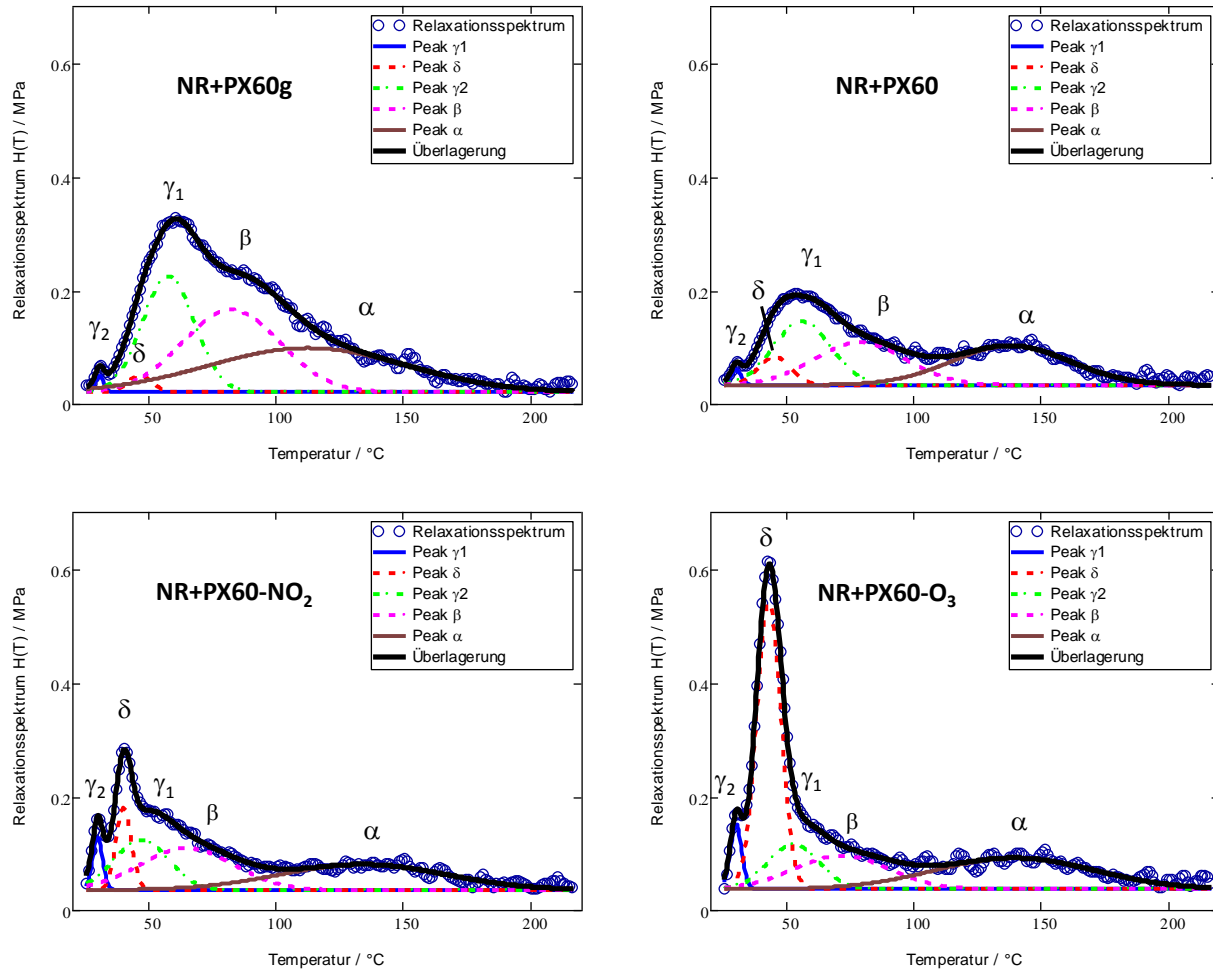 Relaxationsspektrum H(T) / MPa
0.6
0.4
0.2
0
50
100
150
200
Temperatur / °C
NR+PX60g
Relaxationsspektrum
Peak γ1
Peak δ
Peak γ2
Peak β
Peak α
Überlagerung
γ1
β
α
γ2
δ
Relaxationsspektrum H(T) / MPa
0.6
0.4
0.2
0
50
100
150
200
Temperatur / °C
NR+PX60
Relaxationsspektrum
Peak γ1
Peak δ
Peak γ2
Peak β
Peak α
Überlagerung
γ1
δ
β
α
γ2
Relaxationsspektrum H(T) / MPa
0.6
0.4
0.2
0
50
100
150
200
Temperatur / °C
NR+PX60-NO2
Relaxationsspektrum
Peak γ1
Peak δ
Peak γ2
Peak β
Peak α
Überlagerung
δ
γ2
γ1
β
α
Relaxationsspektrum H(T) / MPa
0.6
0.4
0.2
0
50
100
150
200
Temperatur / °C
NR+PX60-O3
Relaxationsspektrum
Peak γ1
Peak δ
Peak γ2
Peak β
Peak α
Überlagerung
δ
γ2
γ1
β
α